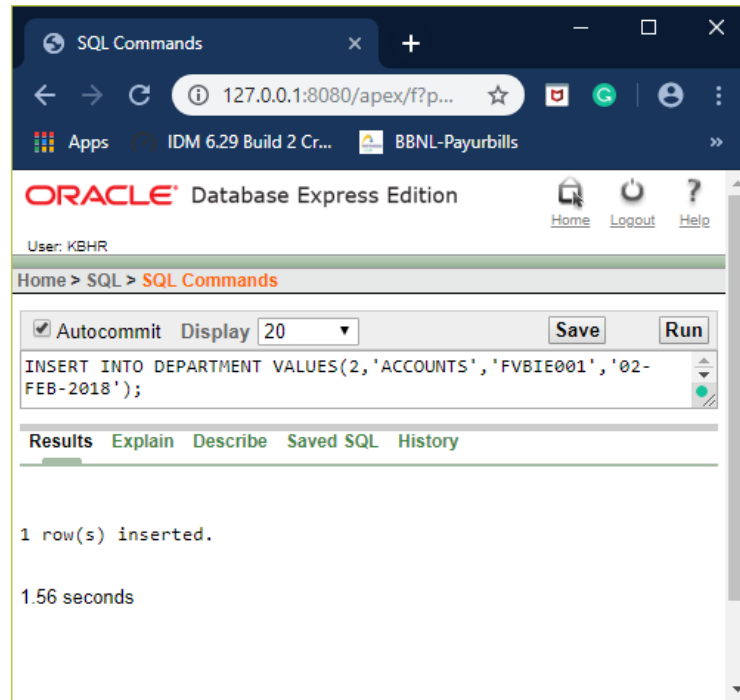 SQL Commands
127.0.0.1:8080/apex/f?p...
Apps IDM 6.29 Build 2 Cr... BBNL-Payurbills »
ORACLE Database Express Edition
Home Logout Help
User: KBHR
Home > SQL > SQL Commands
Autocommit Display 20 Save Run
INSERT INTO DEPARTMENT VALUES(2,'ACCOUNTS','FVBIE001','02-
FEB-2018');
Results Explain Describe Saved SQL History
1 row(s) inserted.
1.56 seconds